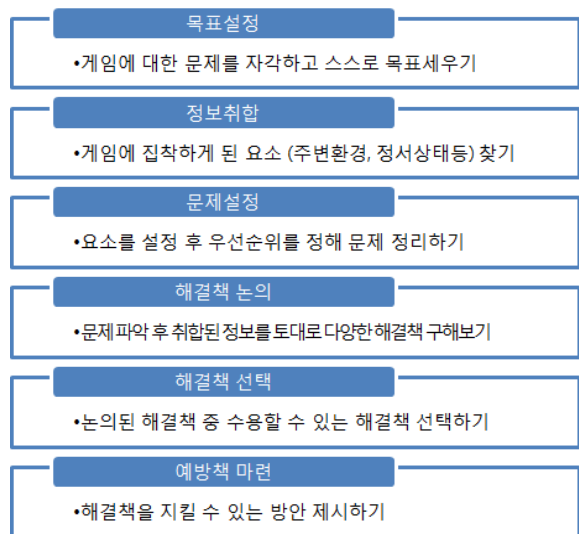 목표설정
•게임에 대한 문제를 자각하고 스스로 목표세우기
정보취합
•게임에 집착하게 된 요소 (주변환경, 정서상태등) 찾기
문제설정
•요소를 설정 후 우선순위를 정해 문제 정리하기
해결책 논의
•문제 파악 후 취합된 정보를 토대로 다양한 해결책 구해보기
해결책 선택
•논의된 해결책 중 수용할 수 있는 해결책 선택하기
예방책 마련
•해결책을 지킬 수 있는 방안 제시하기